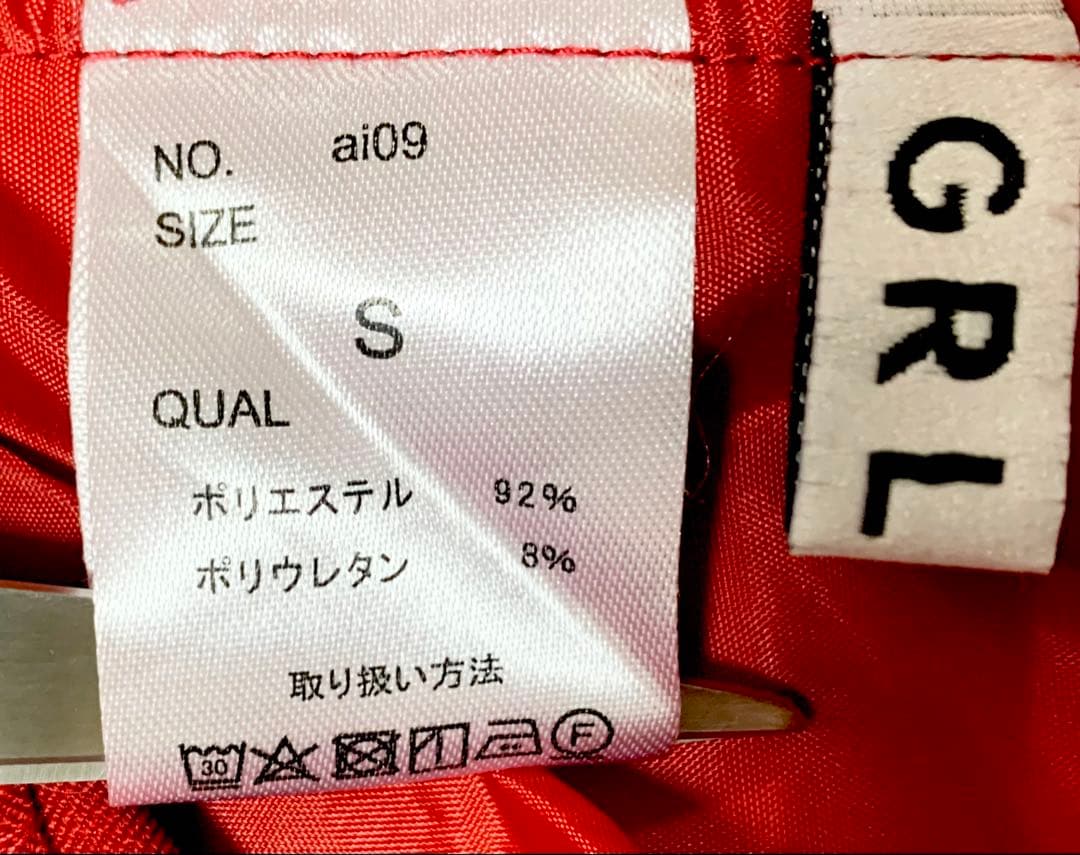 NO. ai09
SIZE
S
QUAL
ポリエステル 92%
ポリウレタン 8%
取り扱い方法
30
F
GRL